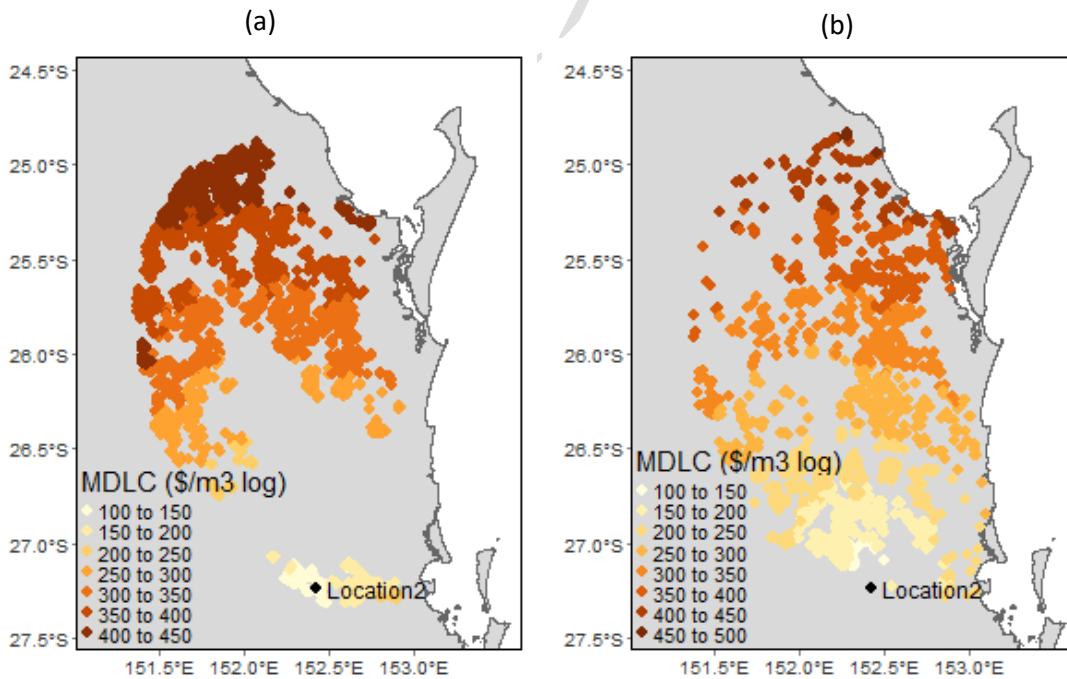 (a)
(b)
24.5°S
25.0°S
25.5°S
26.0°S
26.5°S
27.0°S
27.5°S
MDLC ($/m3 log)
100 to 150
150 to 200
200 to 250
250 to 300
300 to 350
350 to 400
400 to 450
Location2
151.5°E 152.0°E 152.5°E 153.0°E
24.5°S
25.0°S
25.5°S
26.0°S
26.5°S
27.0°S
27.5°S
MDLC ($/m3 log)
100 to 150
150 to 200
200 to 250
250 to 300
300 to 350
350 to 400
400 to 450
450 to 500
Location2
151.5°E 152.0°E 152.5°E 153.0°E